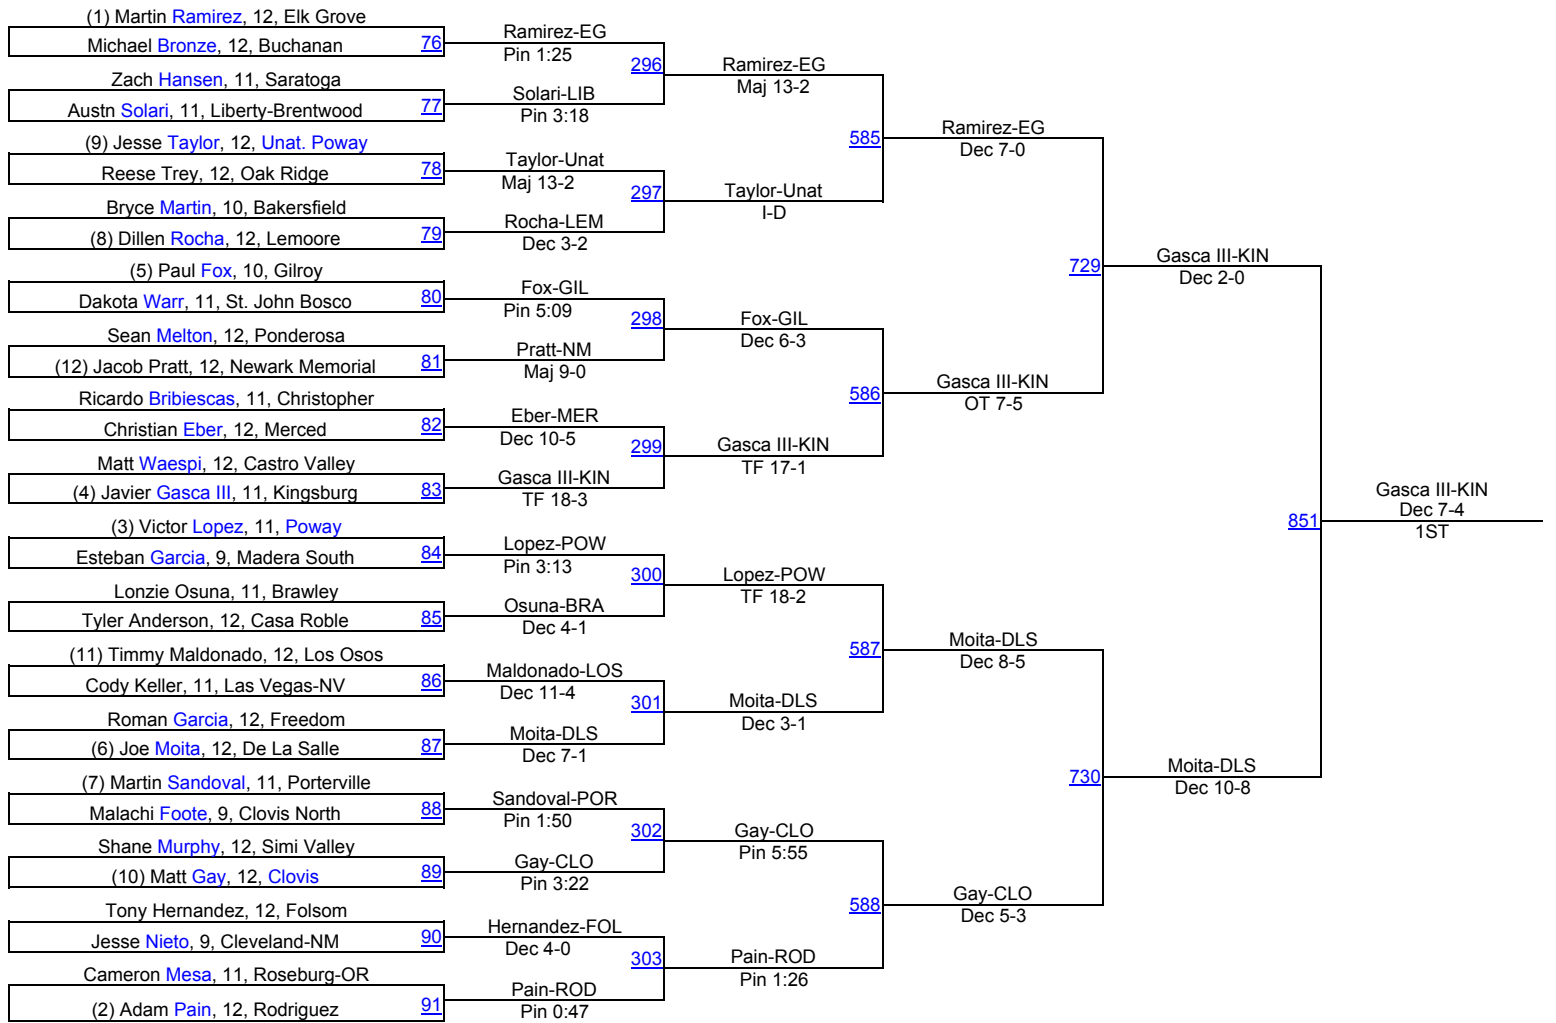 (1) Martin Ramirez, 12, Elk Grove
Michael Bronze, 12, Buchanan
76
Zach Hansen, 11, Saratoga
Austn Solari, 11, Liberty-Brentwood
77
(9) Jesse Taylor, 12, Unat. Poway
Reese Trey, 12, Oak Ridge
78
Bryce Martin, 10, Bakersfield
(8) Dillen Rocha, 12, Lemoore
79
(5) Paul Fox, 10, Gilroy
Dakota Warr, 11, St. John Bosco
80
Sean Melton, 12, Ponderosa
(12) Jacob Pratt, 12, Newark Memorial
81
Ricardo Bribiescas, 11, Christopher
Christian Eber, 12, Merced
82
Matt Waespi, 12, Castro Valley
(4) Javier Gasca III, 11, Kingsburg
83
(3) Victor Lopez, 11, Poway
Esteban Garcia, 9, Madera South
84
Lonzie Osuna, 11, Brawley
Tyler Anderson, 12, Casa Roble
85
(11) Timmy Maldonado, 12, Los Osos
Cody Keller, 11, Las Vegas-NV
86
Roman Garcia, 12, Freedom
(6) Joe Moita, 12, De La Salle
87
(7) Martin Sandoval, 11, Porterville
Malachi Foote, 9, Clovis North
88
Shane Murphy, 12, Simi Valley
(10) Matt Gay, 12, Clovis
89
Tony Hernandez, 12, Folsom
Jesse Nieto, 9, Cleveland-NM
90
Cameron Mesa, 11, Roseburg-OR
(2) Adam Pain, 12, Rodriguez
91
Ramirez-EG
Pin 1:25
296
Solari-LIB
Pin 3:18
Taylor-Unat
Maj 13-2
297
Rocha-LEM
Dec 3-2
Fox-GIL
Pin 5:09
298
Pratt-NM
Maj 9-0
Eber-MER
Dec 10-5
299
Gasca III-KIN
TF 18-3
Lopez-POW
Pin 3:13
300
Osuna-BRA
Dec 4-1
Maldonado-LOS
Dec 11-4
301
Moita-DLS
Dec 7-1
Sandoval-POR
Pin 1:50
302
Gay-CLO
Pin 3:22
Hernandez-FOL
Dec 4-0
303
Pain-ROD
Pin 0:47
Ramirez-EG
Maj 13-2
585
Taylor-Unat
I-D
Fox-GIL
Dec 6-3
586
Gasca III-KIN
TF 17-1
Lopez-POW
TF 18-2
587
Moita-DLS
Dec 3-1
Gay-CLO
Pin 5:55
588
Pain-ROD
Pin 1:26
Ramirez-EG
Dec 7-0
729
Gasca III-KIN
OT 7-5
Moita-DLS
Dec 8-5
730
Gay-CLO
Dec 5-3
Gasca III-KIN
Dec 2-0
851
Moita-DLS
Dec 10-8
Gasca III-KIN
Dec 7-4
1ST